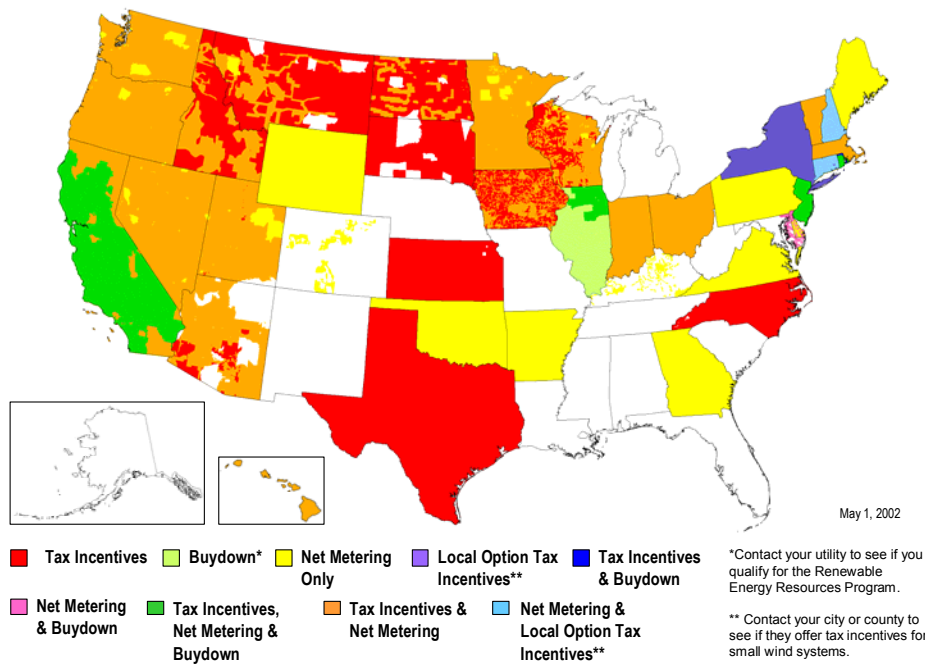 May 1, 2002
Tax Incentives
Buydown*
Net Metering
Only
Local Option Tax
Incentives**
Tax Incentives
& Buydown
Net Metering
& Buydown
Tax Incentives,
Net Metering &
Buydown
Tax Incentives &
Net Metering
Net Metering &
Local Option Tax
Incentives**
*Contact your utility to see if you
qualify for the Renewable
Energy Resources Program.
** Contact your city or county to
see if they offer tax incentives for
small wind systems.